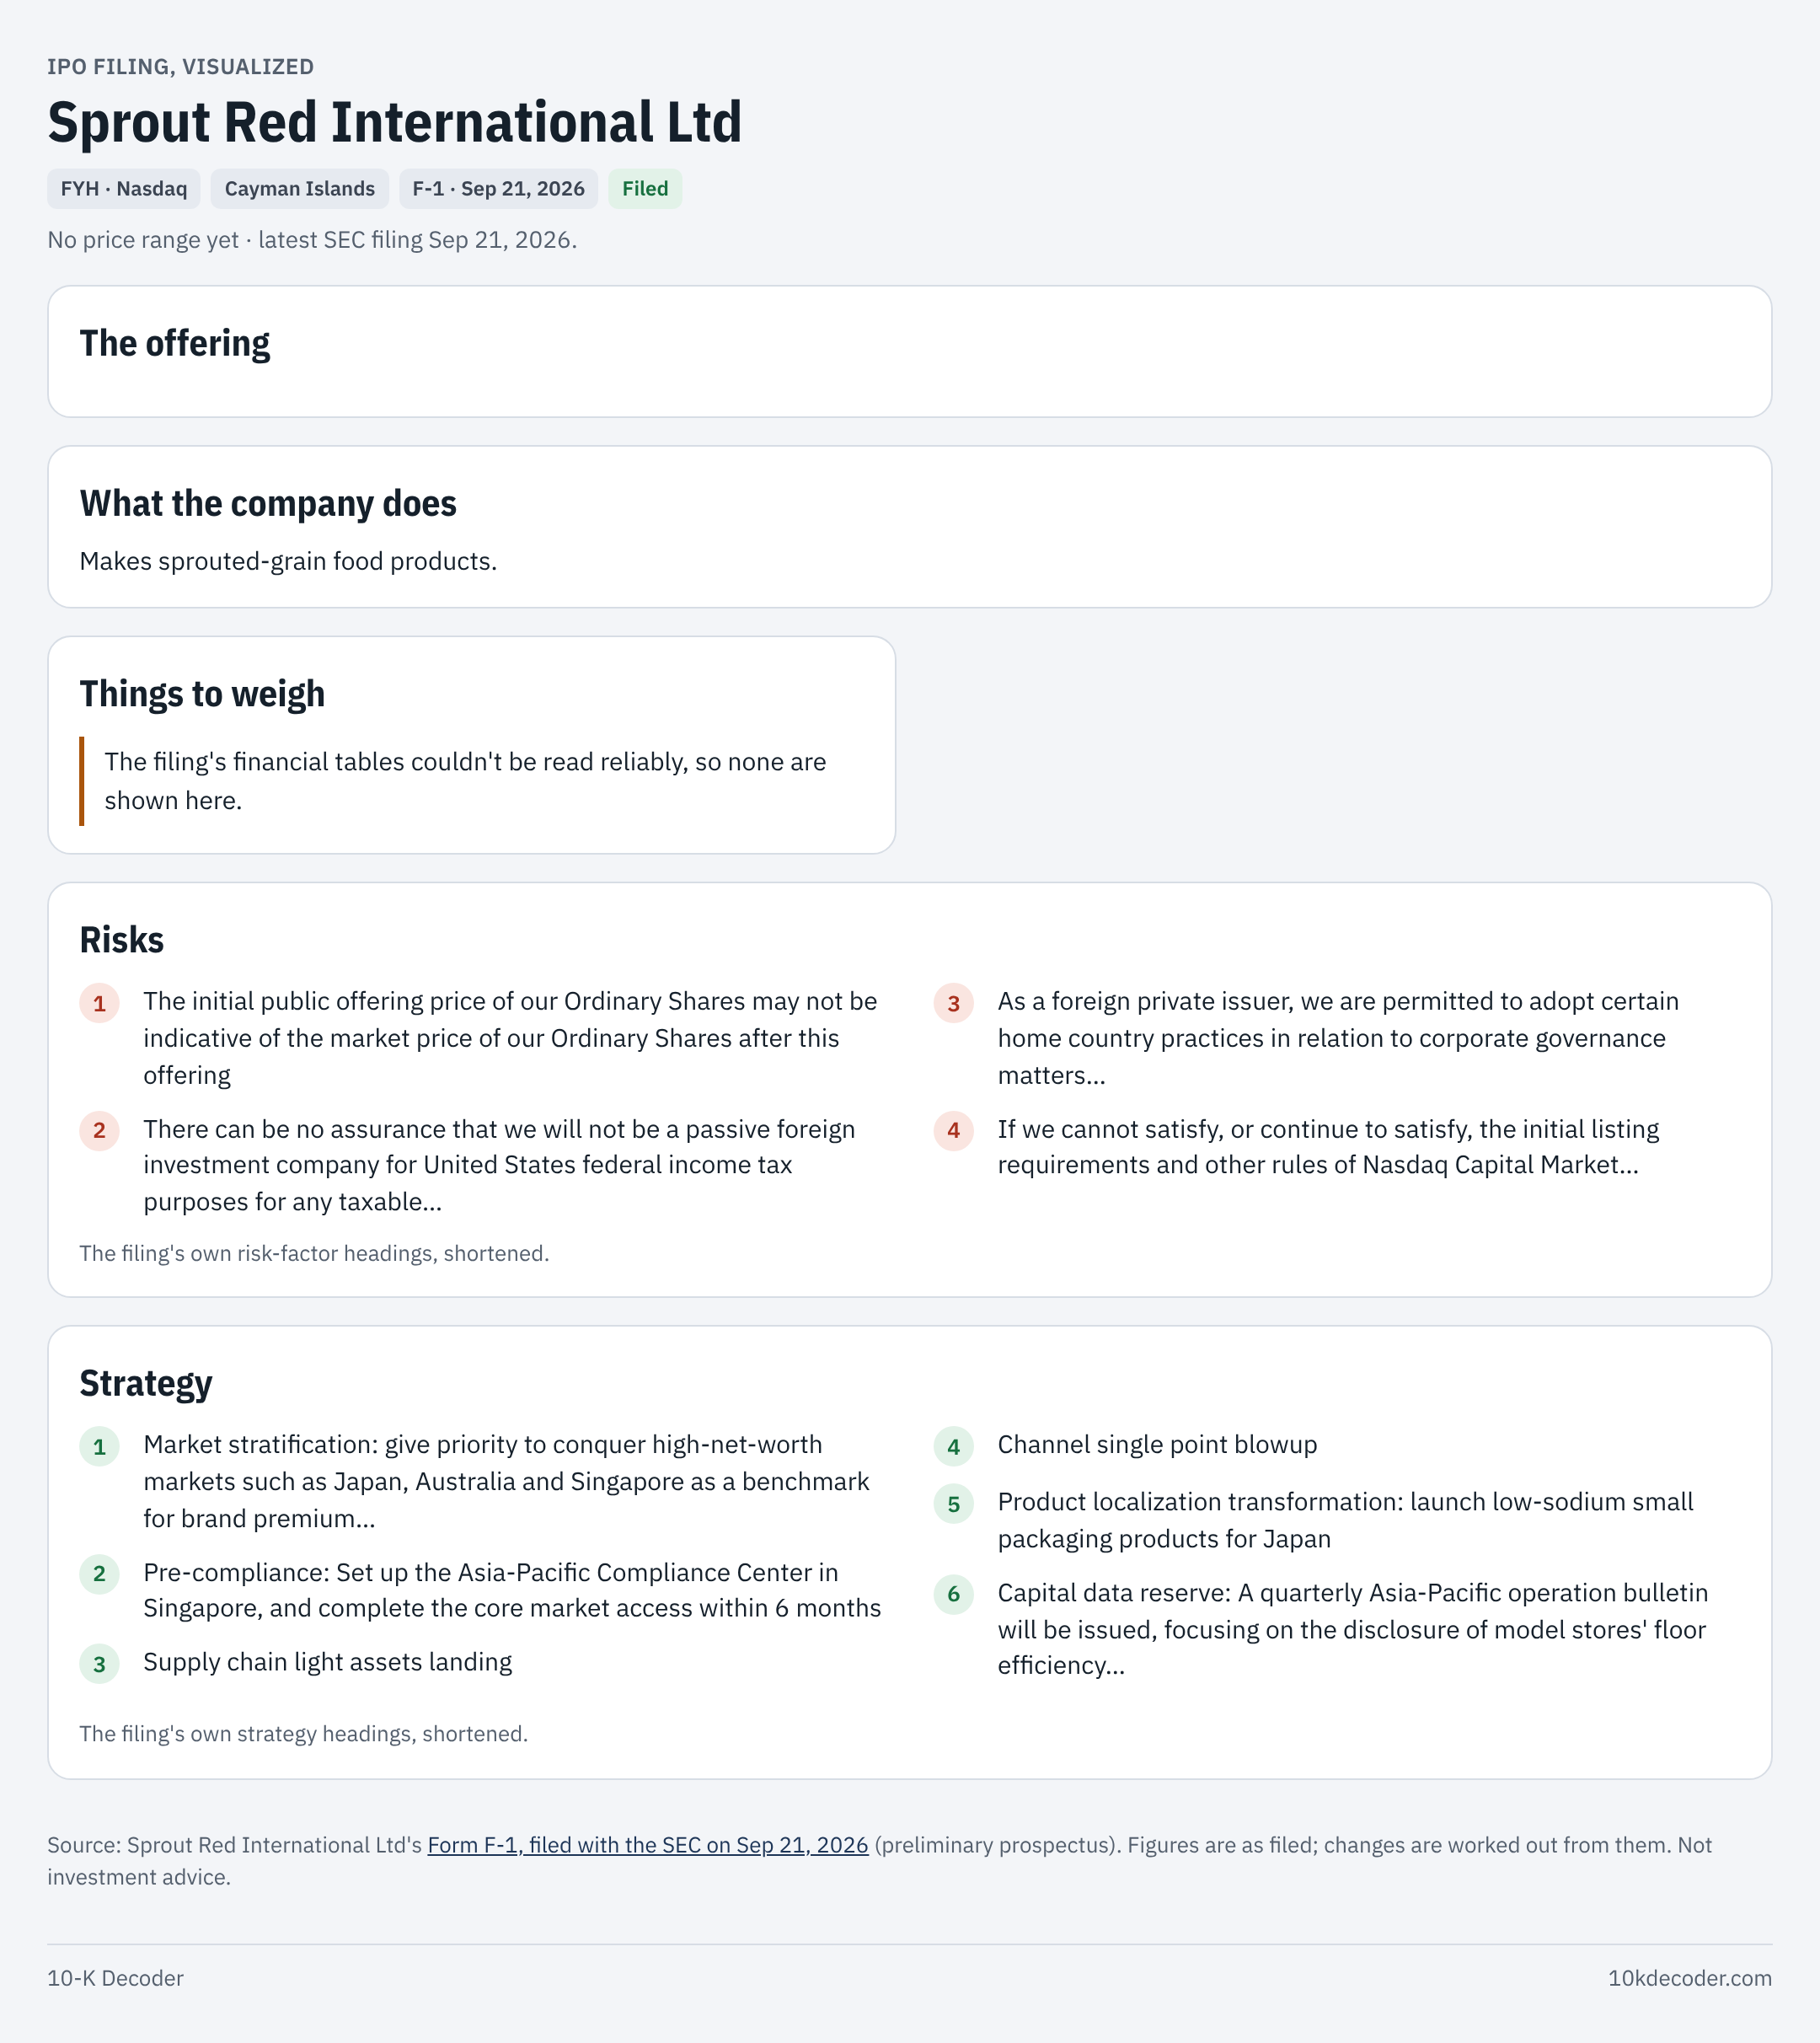 IPO FILING, VISUALIZED
Sprout Red International Ltd
FYH · Nasdaq
Cayman Islands
F-1 · Sep 21, 2026
Filed
No price range yet · latest SEC filing Sep 21, 2026.
The offering
What the company does
Makes sprouted-grain food products.
Things to weigh
The filing's financial tables couldn't be read reliably, so none are
shown here.
Risks
1
The initial public offering price of our Ordinary Shares may not be
indicative of the market price of our Ordinary Shares after this
offering
2
There can be no assurance that we will not be a passive foreign
investment company for United States federal income tax
purposes for any taxable...
3
As a foreign private issuer, we are permitted to adopt certain
home country practices in relation to corporate governance
matters...
4
If we cannot satisfy, or continue to satisfy, the initial listing
requirements and other rules of Nasdaq Capital Market...
The filing's own risk-factor headings, shortened.
Strategy
1
Market stratification: give priority to conquer high-net-worth
markets such as Japan, Australia and Singapore as a benchmark
for brand premium...
2
Pre-compliance: Set up the Asia-Pacific Compliance Center in
Singapore, and complete the core market access within 6 months
3
Supply chain light assets landing
4
Channel single point blowup
5
Product localization transformation: launch low-sodium small
packaging products for Japan
6
Capital data reserve: A quarterly Asia-Pacific operation bulletin
will be issued, focusing on the disclosure of model stores' floor
efficiency...
The filing's own strategy headings, shortened.
Source: Sprout Red International Ltd's Form F-1, filed with the SEC on Sep 21, 2026 (preliminary prospectus). Figures are as filed; changes are worked out from them. Not
investment advice.
10-K Decoder
10kdecoder.com